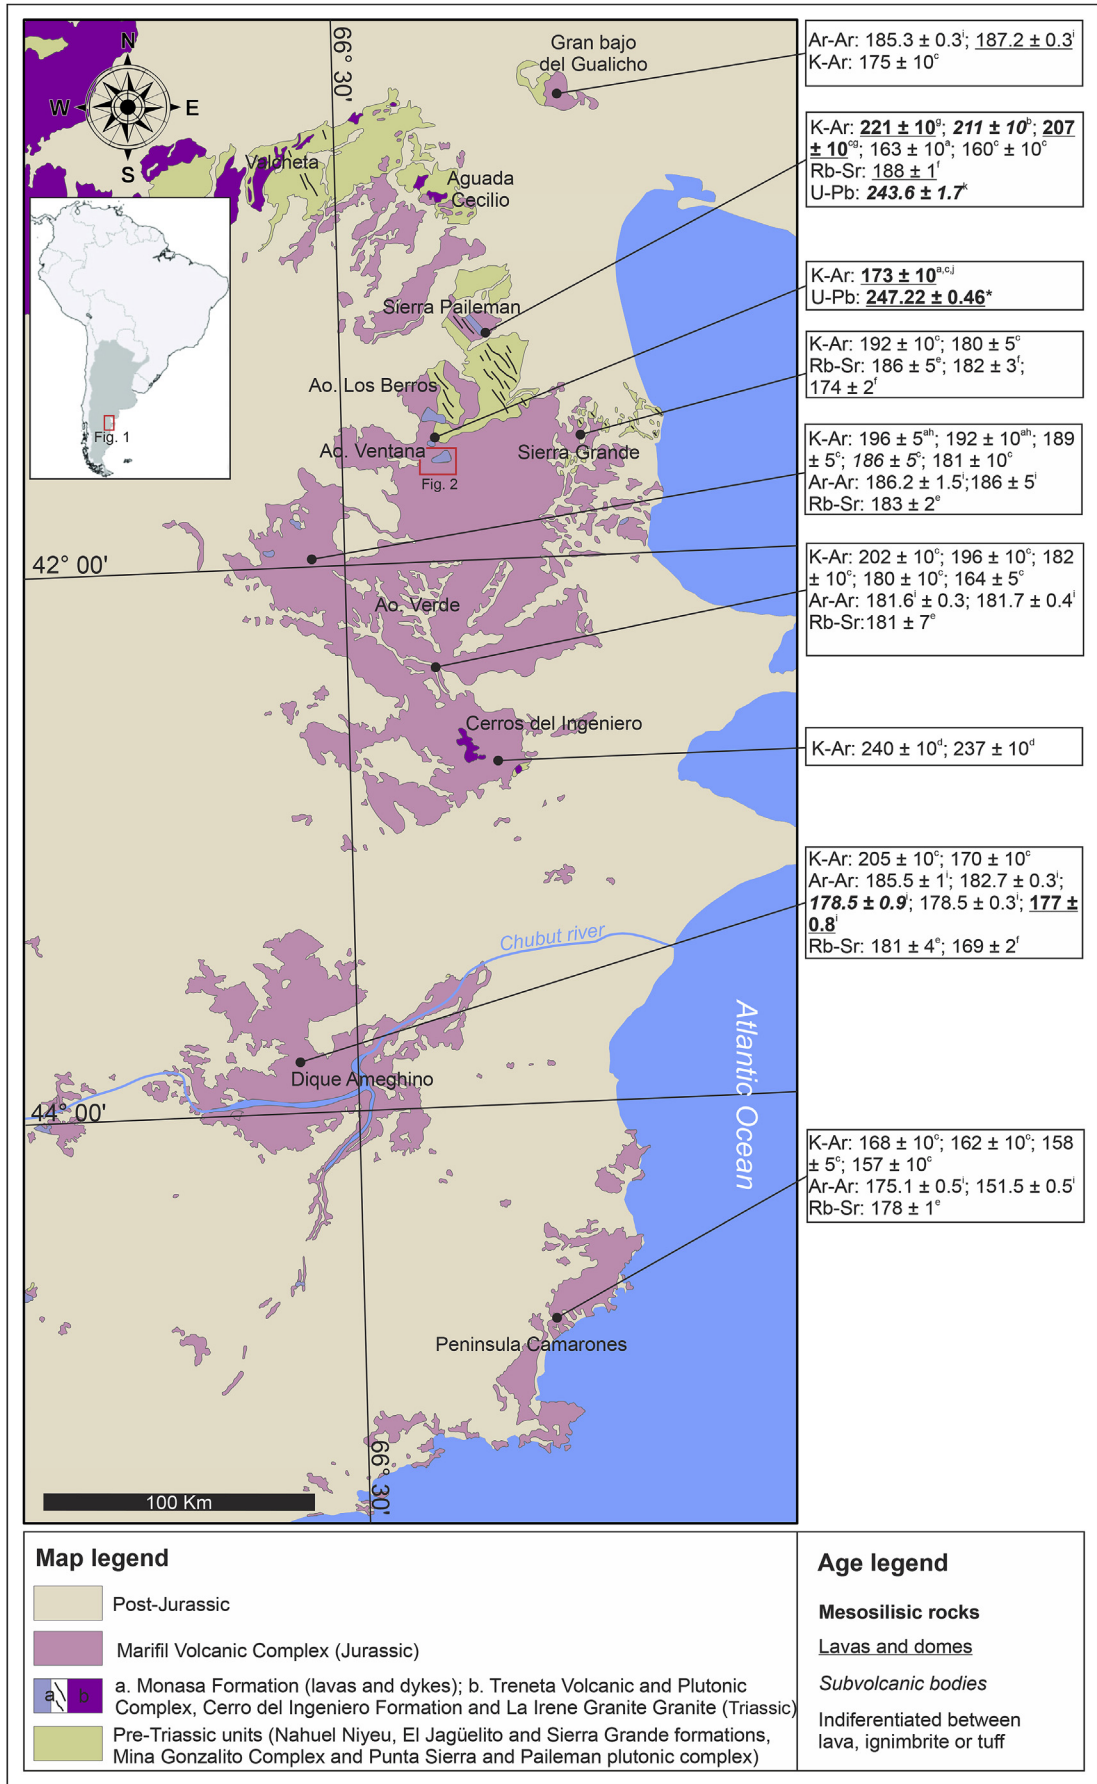 N
W
E
S
66° 30'
Gran bajo
del Gualicho
Valcheta
Aguada
Cecilio
Fig. 1
Sierra Paileman
Ao. Los Berros
Ao. Ventana
Fig. 2
Sierra Grande
42° 00'
Ao. Verde
Cerros del Ingeniero
Chubut river
Dique Ameghino
44° 00'
Atlantic Ocean
Peninsula Camarones
66° 30'
100 Km
Ar-Ar: 185.3 ± 0.3ⁱ; 187.2 ± 0.3ⁱ
K-Ar: 175 ± 10ᶜ
K-Ar: 221 ± 10ᵍ; 211 ± 10ᵇ; 207
± 10ᶜᵍ; 163 ± 10ᵃ; 160ᶜ ± 10ᶜ
Rb-Sr: 188 ± 1ᶠ
U-Pb: 243.6 ± 1.7ᵏ
K-Ar: 173 ± 10ᵃ,ᶜ,ʲ
U-Pb: 247.22 ± 0.46*
K-Ar: 192 ± 10ᶜ; 180 ± 5ᶜ
Rb-Sr: 186 ± 5ᵉ; 182 ± 3ᶠ;
174 ± 2ᶠ
K-Ar: 196 ± 5ᵃʰ; 192 ± 10ᵃʰ; 189
± 5ᶜ; 186 ± 5ᶜ; 181 ± 10ᶜ
Ar-Ar: 186.2 ± 1.5ⁱ;186 ± 5ⁱ
Rb-Sr: 183 ± 2ᵉ
K-Ar: 202 ± 10ᶜ; 196 ± 10ᶜ; 182
± 10ᶜ; 180 ± 10ᶜ; 164 ± 5ᶜ
Ar-Ar: 181.6ⁱ ± 0.3; 181.7 ± 0.4ⁱ
Rb-Sr:181 ± 7ᵉ
K-Ar: 240 ± 10ᵈ; 237 ± 10ᵈ
K-Ar: 205 ± 10ᶜ; 170 ± 10ᶜ
Ar-Ar: 185.5 ± 1ⁱ; 182.7 ± 0.3ⁱ;
178.5 ± 0.9ⁱ; 178.5 ± 0.3ⁱ; 177 ±
0.8ⁱ
Rb-Sr: 181 ± 4ᵉ; 169 ± 2ᶠ
K-Ar: 168 ± 10ᶜ; 162 ± 10ᶜ; 158
± 5ᶜ; 157 ± 10ᶜ
Ar-Ar: 175.1 ± 0.5ⁱ; 151.5 ± 0.5ⁱ
Rb-Sr: 178 ± 1ᵉ
Map legend
Post-Jurassic
Marifil Volcanic Complex (Jurassic)
a b
a. Monasa Formation (lavas and dykes); b. Treneta Volcanic and Plutonic
Complex, Cerro del Ingeniero Formation and La Irene Granite Granite (Triassic)
Pre-Triassic units (Nahuel Niyeu, El Jagüelito and Sierra Grande formations,
Mina Gonzalito Complex and Punta Sierra and Paileman plutonic complex)
Age legend
Mesosilisic rocks
Lavas and domes
Subvolcanic bodies
Indiferentiated between
lava, ignimbrite or tuff